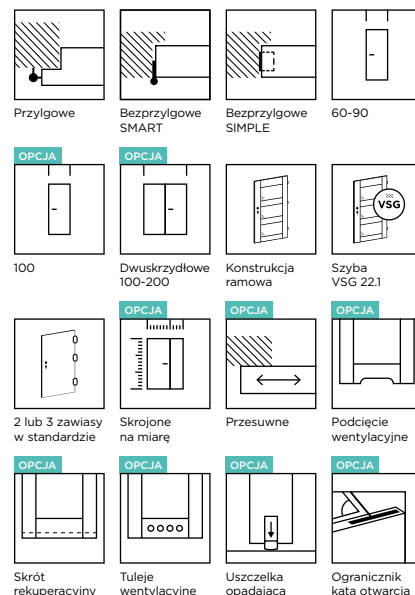 Przylgowe
Bezprzylgowe
SMART
Bezprzylgowe
SIMPLE
60-90
OPCJA
100
OPCJA
Dwuskrzydłowe
100-200
Konstrukcja
ramowa
VSG
Szyba
VSG 22.1
2 lub 3 zawiasy
w standardzie
OPCJA
Skrojone
na miarę
OPCJA
Przesuwne
OPCJA
Podcięcie
wentylacyjne
OPCJA
Skrót
rekuperacyjny
OPCJA
Tuleje
wentylacyjne
OPCJA
Uszczelka
opadająca
OPCJA
Ogranicznik
kąta otwarcia